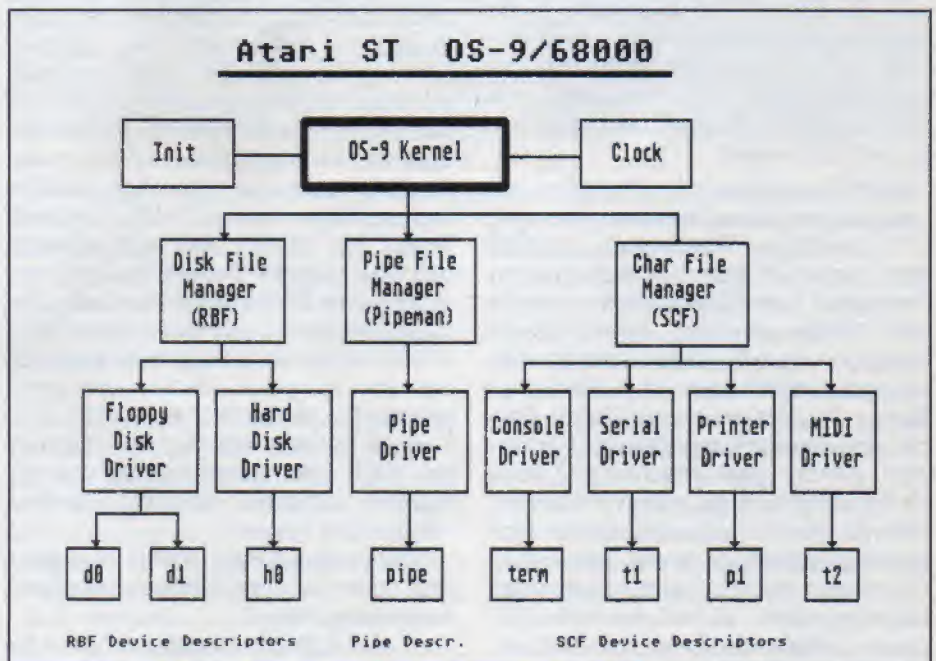 Atari ST OS-9/68000
Init
OS-9 Kernel
Clock
Disk File
Manager
(RBF)
Pipe File
Manager
(Pipeman)
Char File
Manager
(SCF)
Floppy
Disk
Driver
Hard
Disk
Driver
Pipe
Driver
Console
Driver
Serial
Driver
Printer
Driver
MIDI
Driver
d0
d1
h0
pipe
term
t1
p1
t2
RBF Device Descriptors
Pipe Descr.
SCF Device Descriptors